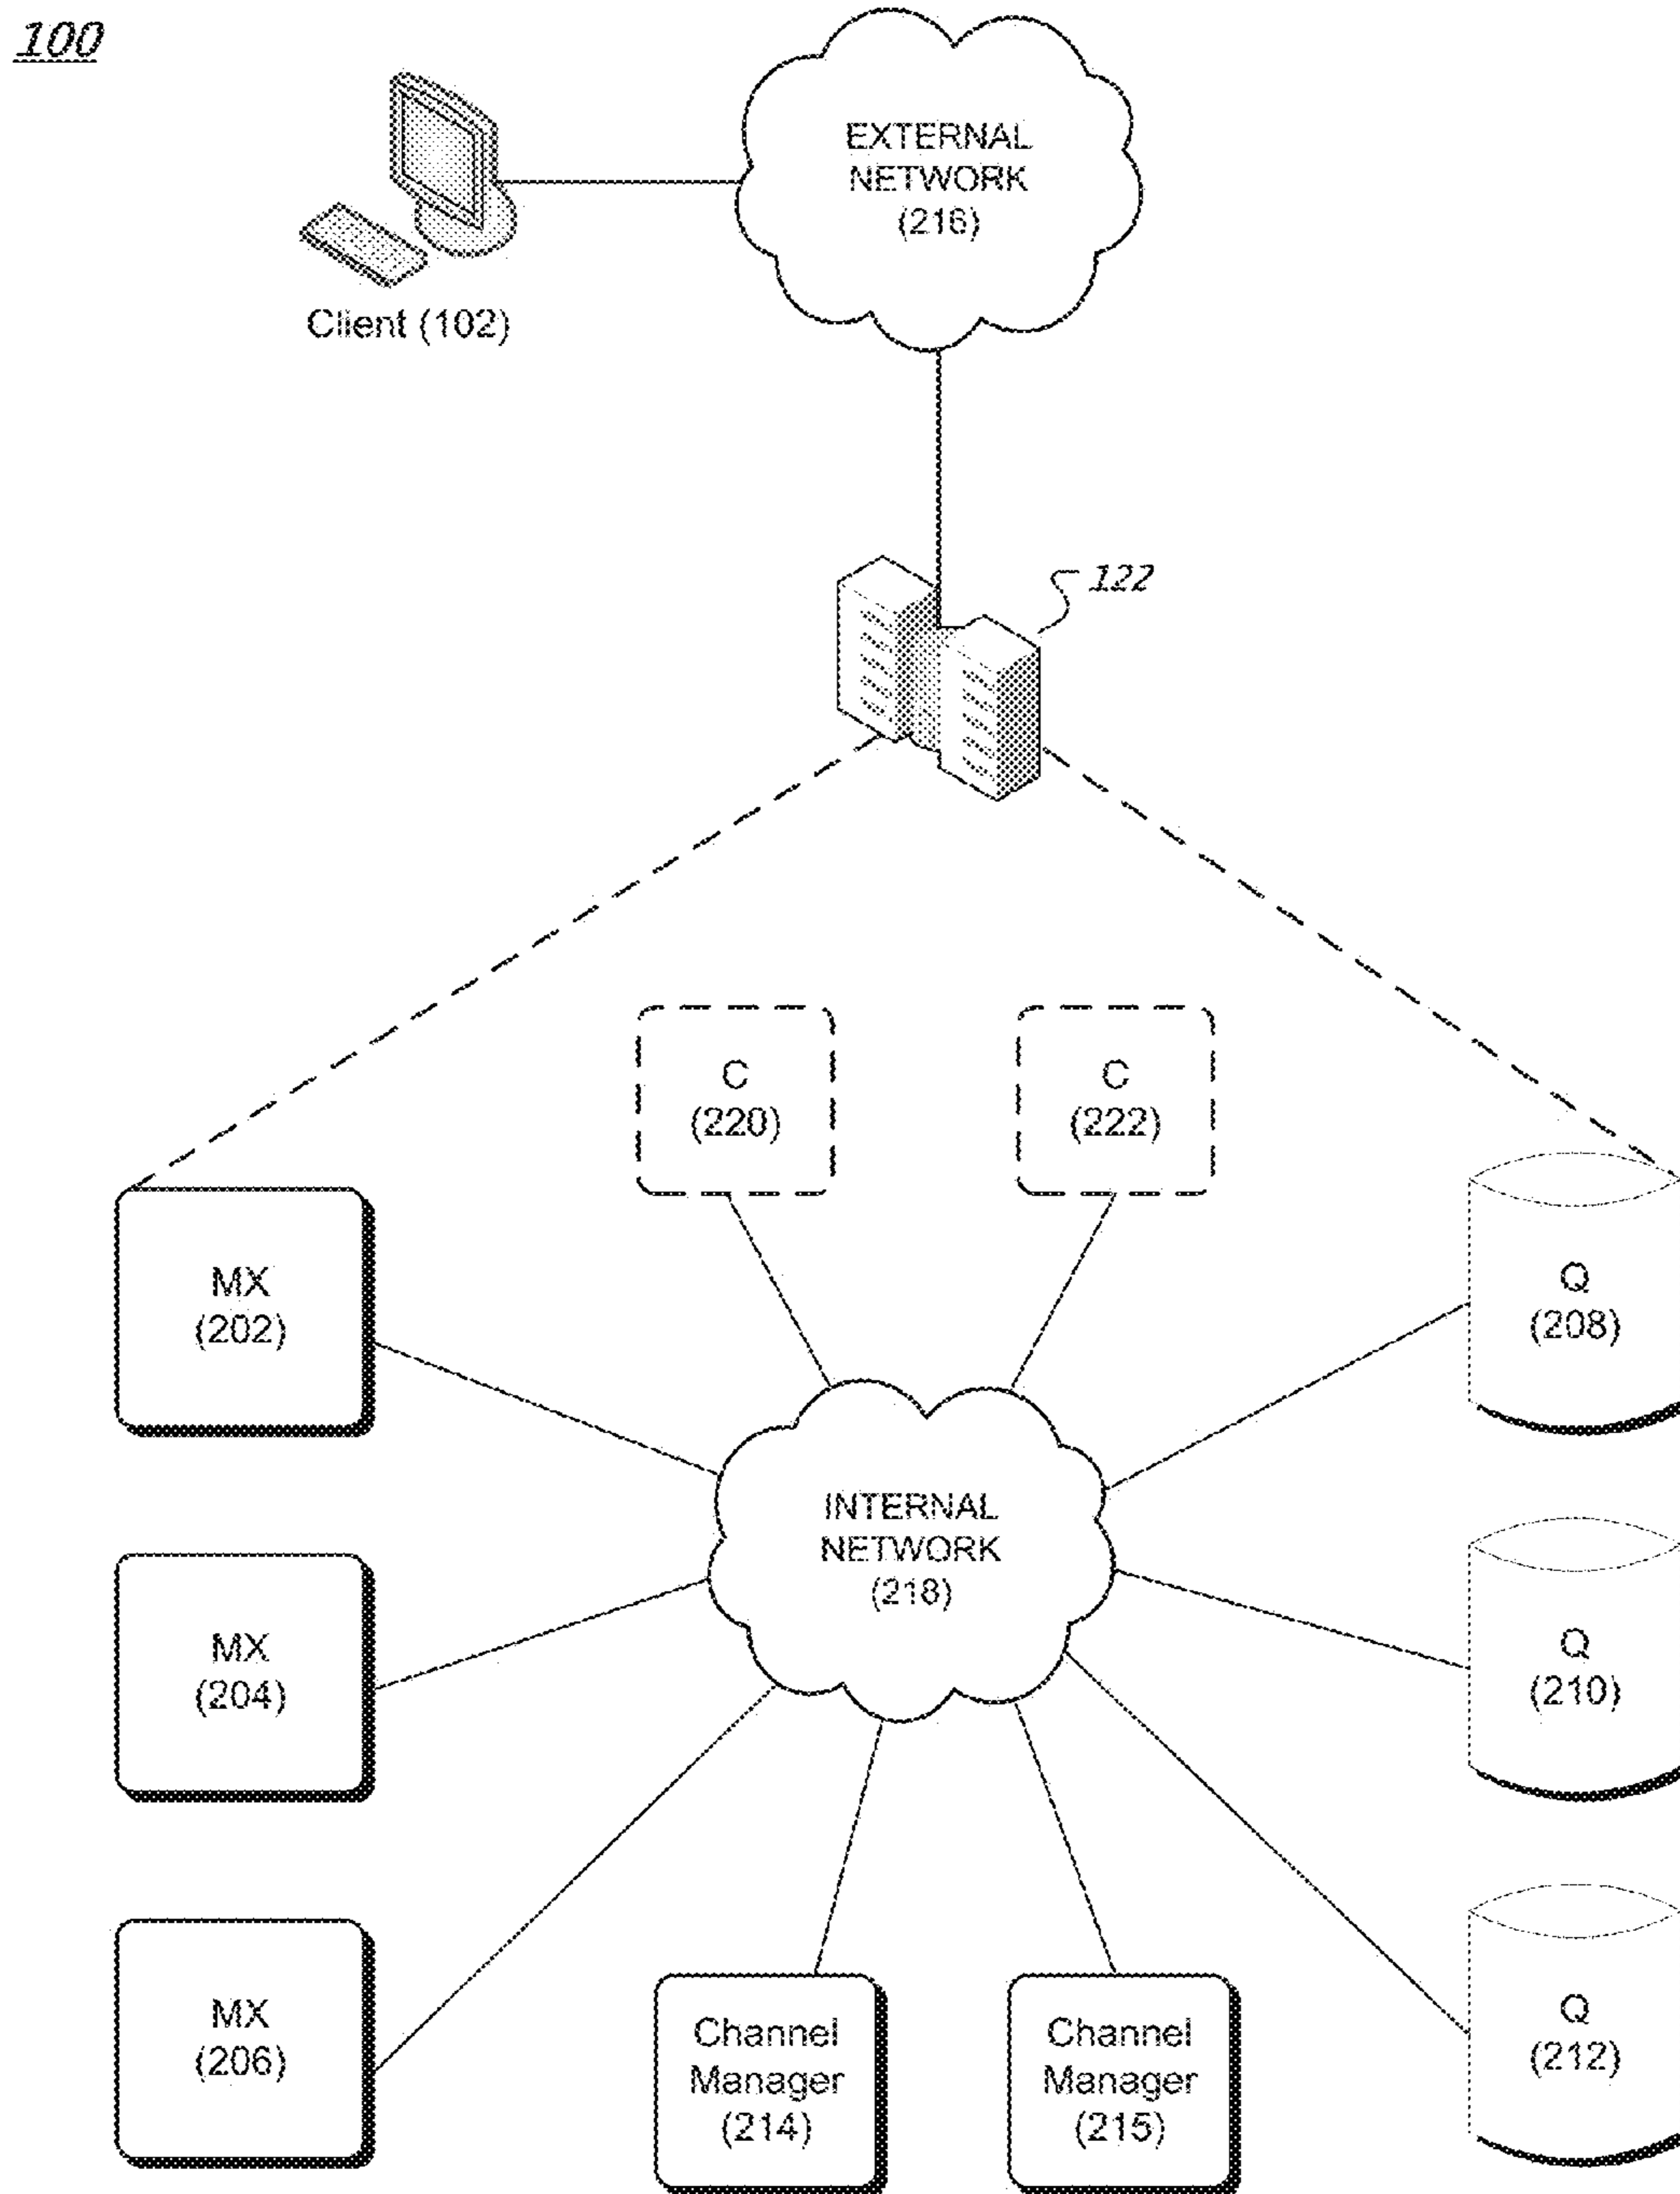 100
EXTERNAL
NETWORK
(216)
Client (102)
122
C
(220)
C
(222)
MX
(202)
Q
(208)
INTERNAL
NETWORK
(218)
MX
(204)
Q
(210)
MX
(206)
Channel
Manager
(214)
Channel
Manager
(215)
Q
(212)